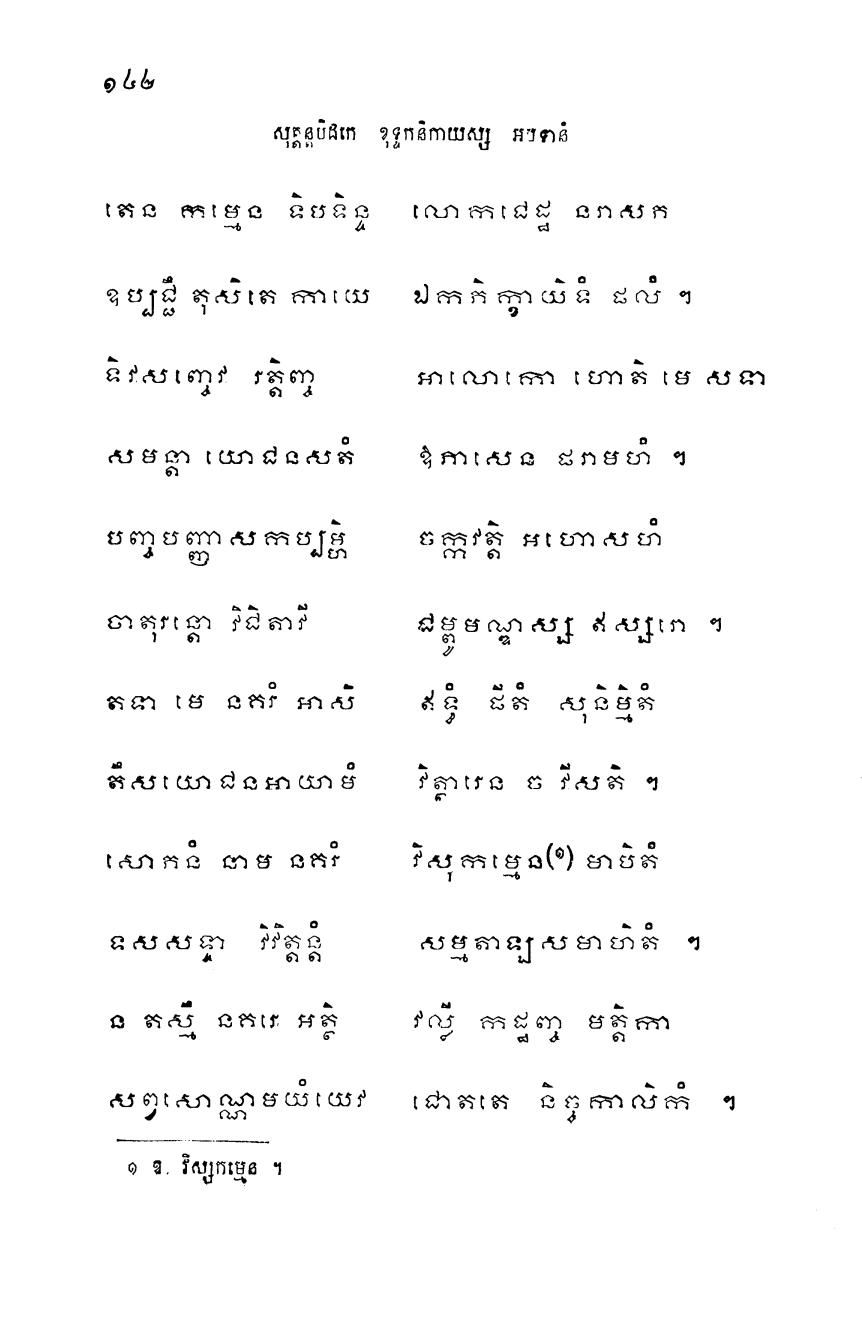 ១៤២
សុត្តន្តបិដកេ ខុទ្ទកនិកាយស្ស អបទានំ
តេន កម្មេន ទិបទិន្ទ លោកជេដ្ឋ នរាសភ
ឧប្បជ្ជឹ តុសិតេ កាយេ ឯកភិក្ខាយិទំ ផលំ ។
ទិវសញ្ចេវ រត្តិញ្ច អាលោកោ ហោតិ មេ សទា
សមន្តា យោជនសតំ ឱភាសេន ផរាមហំ ។
បញ្ចបញ្ញាសកប្បម្ហិ ចក្កវត្តិ អហោសហំ
ចាតុរន្តោ វិជិតាវី ជម្ពូមណ្ឌស្ស ឥស្សរោ ។
តទា មេ នគរំ អាសិ ឥទ្ធំ ផីតំ សុនិម្មិតំ
តឹសយោជនអាយាមំ វិត្ថារេន ច វីសតិ ។
សោភនំ នាម នគរំ វិសុកម្មេន(១) មាបិតំ
ទសសទ្ទា វិវិត្តន្តំ សម្មតាឡសមាហិតំ ។
ន តស្មឹ នគរេ អត្ថិ វល្លី កដ្ឋញ្ច មត្តិកា
សព្វសោណ្ណមយំយេវ ជោតតេ និច្ចកាលិកំ ។
១ ឱ. វិស្សកម្មេន ។